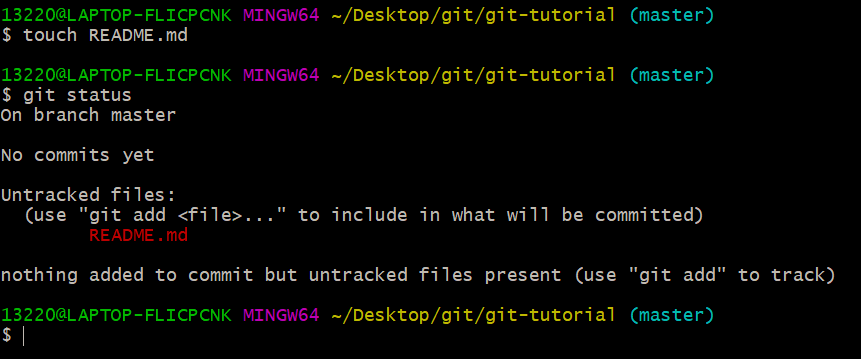 13220@LAPTOP-FLICPCNK MINGW64 ~/Desktop/git/git-tutorial (master)
$ touch README.md
13220@LAPTOP-FLICPCNK MINGW64 ~/Desktop/git/git-tutorial (master)
$ git status
On branch master
No commits yet
Untracked files:
(use "git add <file>..." to include in what will be committed)
README.md
nothing added to commit but untracked files present (use "git add" to track)
13220@LAPTOP-FLICPCNK MINGW64 ~/Desktop/git/git-tutorial (master)
$